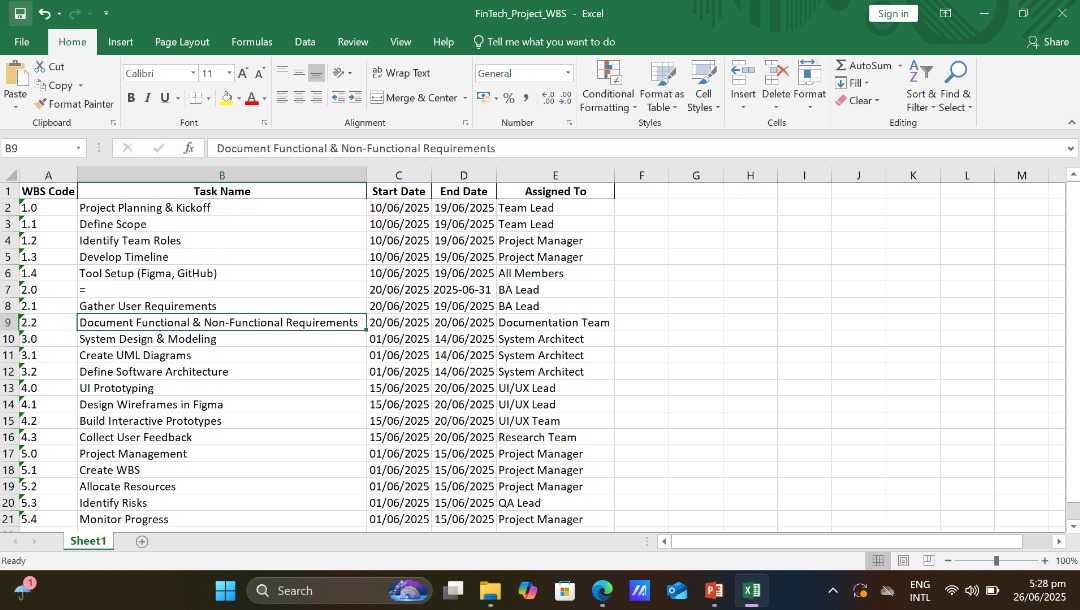 FinTech_Project_WBS - Excel
Sign in
File Home Insert Page Layout Formulas Data Review View Help Tell me what you want to do Share
Paste
Cut
Copy
Format Painter
Clipboard
Calibri 11
B I U
Font
Wrap Text
Merge & Center
Alignment
General
Number
Conditional Formatting
Format as Table
Cell Styles
Styles
Insert Delete Format
Cells
AutoSum
Fill
Clear
Sort & Filter
Find & Select
Editing
B9 fx Document Functional & Non-Functional Requirements
A B C D E F G H I J K L M
1 WBS Code Task Name Start Date End Date Assigned To
2 1.0 Project Planning & Kickoff 10/06/2025 19/06/2025 Team Lead
3 1.1 Define Scope 10/06/2025 19/06/2025 Team Lead
4 1.2 Identify Team Roles 10/06/2025 19/06/2025 Project Manager
5 1.3 Develop Timeline 10/06/2025 19/06/2025 Project Manager
6 1.4 Tool Setup (Figma, GitHub) 10/06/2025 19/06/2025 All Members
7 2.0 = 20/06/2025 2025-06-31 BA Lead
8 2.1 Gather User Requirements 20/06/2025 19/06/2025 BA Lead
9 2.2 Document Functional & Non-Functional Requirements 20/06/2025 20/06/2025 Documentation Team
10 3.0 System Design & Modeling 01/06/2025 14/06/2025 System Architect
11 3.1 Create UML Diagrams 01/06/2025 14/06/2025 System Architect
12 3.2 Define Software Architecture 01/06/2025 14/06/2025 System Architect
13 4.0 UI Prototyping 15/06/2025 20/06/2025 UI/UX Lead
14 4.1 Design Wireframes in Figma 15/06/2025 20/06/2025 UI/UX Lead
15 4.2 Build Interactive Prototypes 15/06/2025 20/06/2025 UI/UX Team
16 4.3 Collect User Feedback 15/06/2025 20/06/2025 Research Team
17 5.0 Project Management 01/06/2025 15/06/2025 Project Manager
18 5.1 Create WBS 01/06/2025 15/06/2025 Project Manager
19 5.2 Allocate Resources 01/06/2025 15/06/2025 Project Manager
20 5.3 Identify Risks 01/06/2025 15/06/2025 QA Lead
21 5.4 Monitor Progress 01/06/2025 15/06/2025 Project Manager
Sheet1
Ready 100%
1 Search ENG 5:28 pm
INTL 26/06/2025